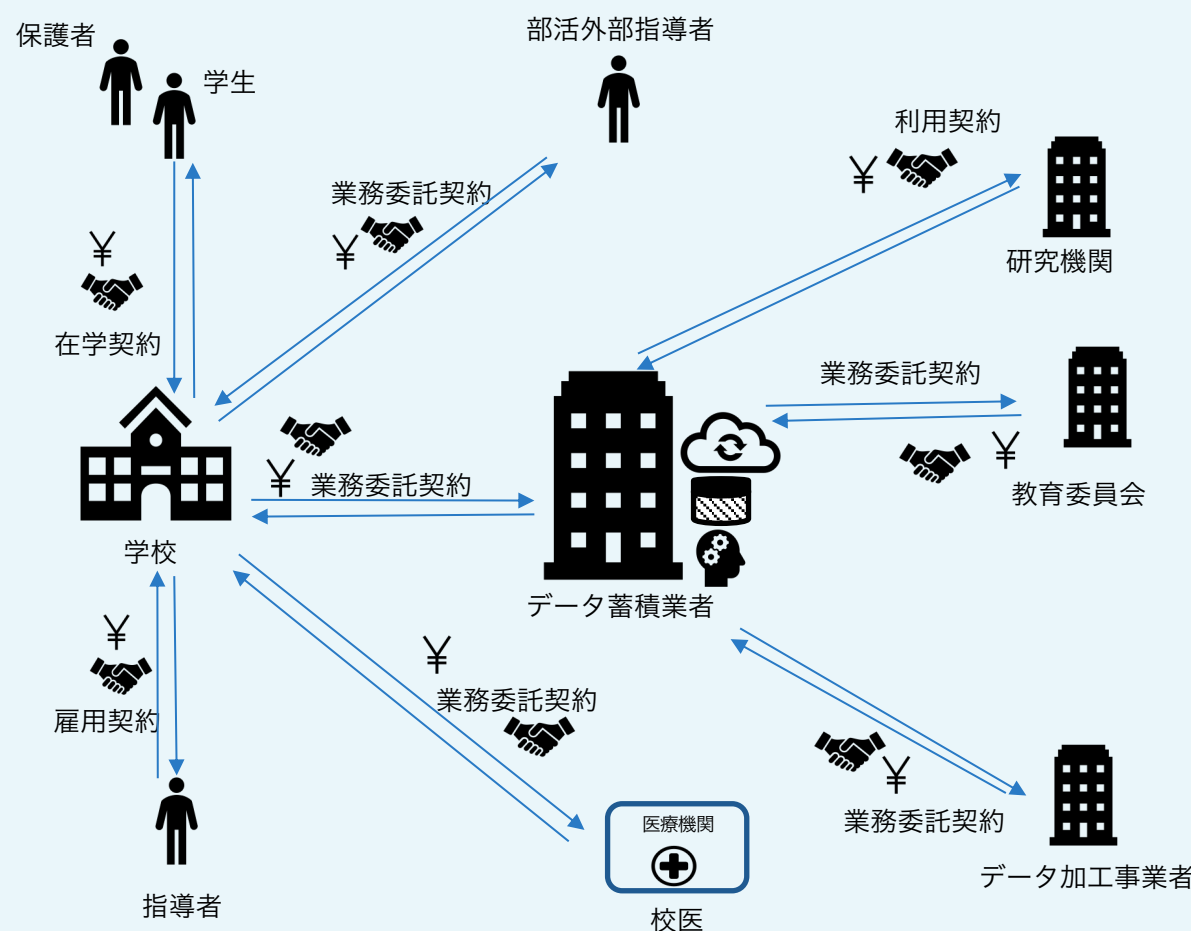 保護者
学生
部活外部指導者
利用契約
¥
研究機関
業務委託契約
¥
¥
在学契約
業務委託契約
¥
教育委員会
¥
業務委託契約
学校
データ蓄積業者
¥
雇用契約
¥
業務委託契約
¥
業務委託契約
医療機関
データ加工事業者
指導者
校医